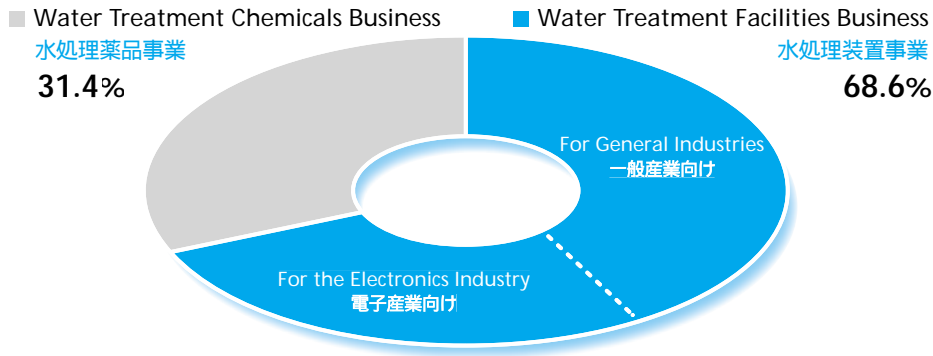 Water Treatment Chemicals Business
水処理薬品事業
31.4%
Water Treatment Facilities Business
水処理装置事業
68.6%
For General Industries
一般産業向け
For the Electronics Industry
電子産業向け